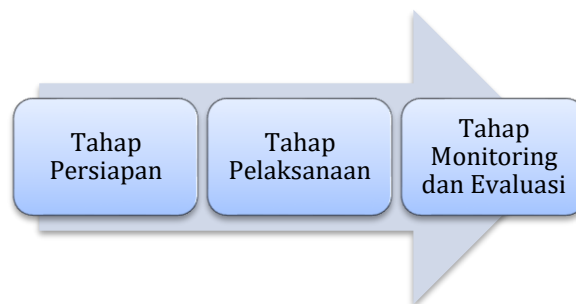 Tahap
Persiapan
Tahap
Pelaksanaan
Tahap
Monitoring
dan Evaluasi